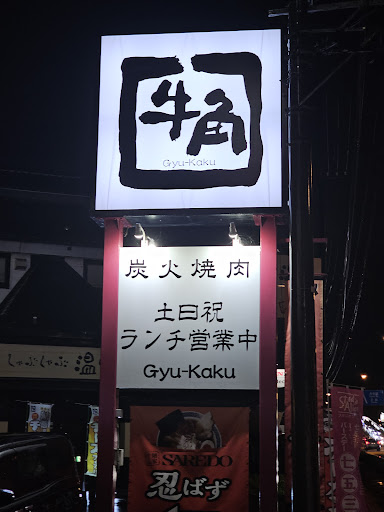 牛角
Gyu-Kaku
炭火焼肉
土日祝
ランチ営業中
Gyu-Kaku
しゃぶしゃぶ 温
SAREDO
忍ばず